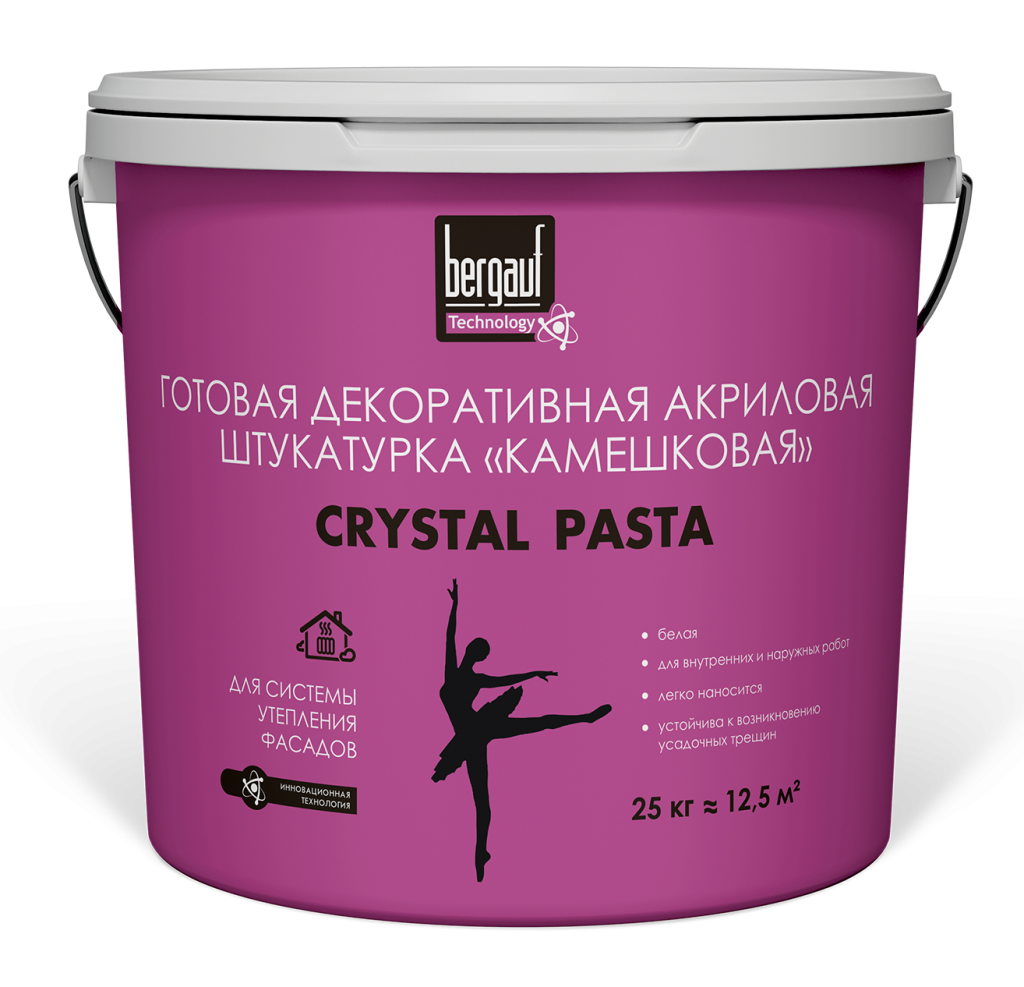 bergauf
Technology
ГОТОВАЯ ДЕКОРАТИВНАЯ АКРИЛОВАЯ
ШТУКАТУРКА «КАМЕШКОВАЯ»
CRYSTAL PASTA
ДЛЯ СИСТЕМЫ
УТЕПЛЕНИЯ
ФАСАДОВ
ИННОВАЦИОННАЯ
ТЕХНОЛОГИЯ
• белая
• для внутренних и наружных работ
• легко наносится
• устойчива к возникновению
усадочных трещин
25 кг ≈ 12,5 м²